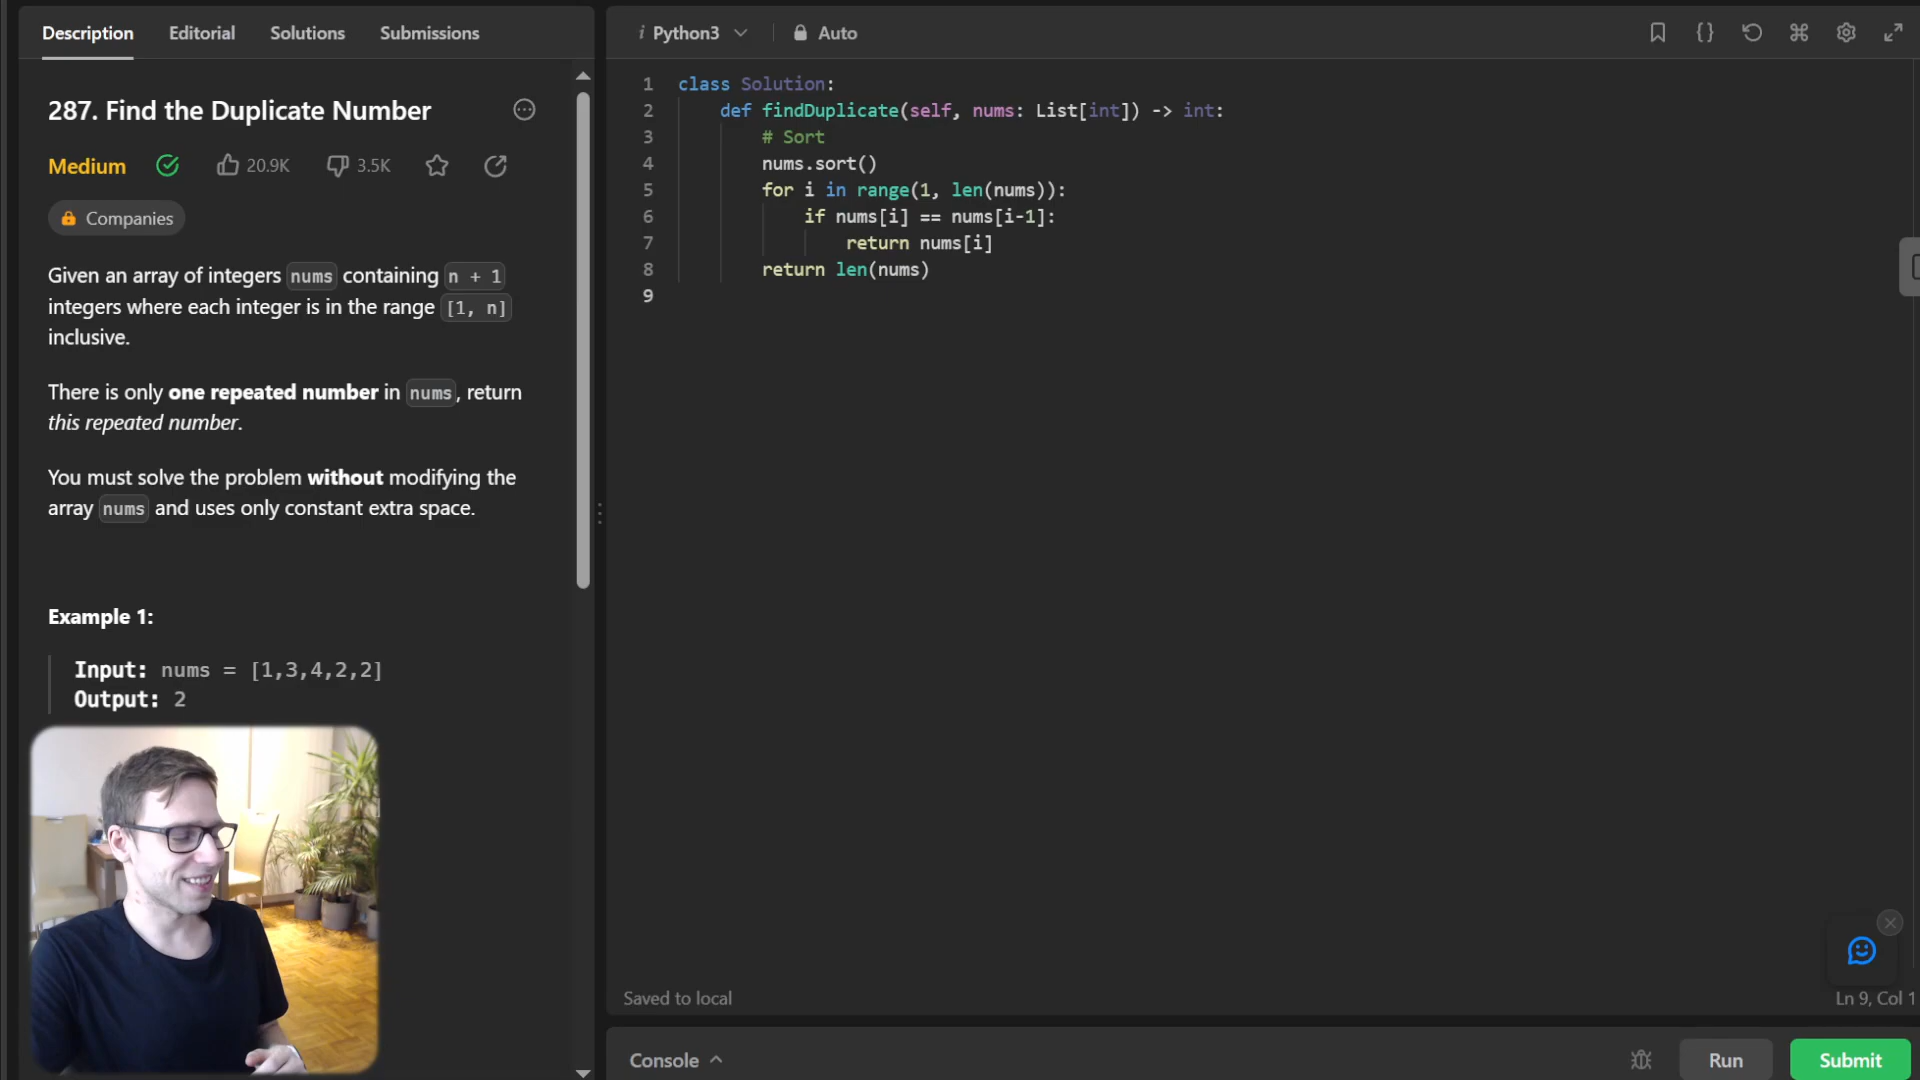 Description Editorial Solutions Submissions
287. Find the Duplicate Number
Medium 20.9K 3.5K
Companies
Given an array of integers nums containing n + 1
integers where each integer is in the range [1, n]
inclusive.
There is only one repeated number in nums, return
this repeated number.
You must solve the problem without modifying the
array nums and uses only constant extra space.
Example 1:
Input: nums = [1,3,4,2,2]
Output: 2
i Python3 Auto
1 class Solution:
2 def findDuplicate(self, nums: List[int]) -> int:
3 # Sort
4 nums.sort()
5 for i in range(1, len(nums)):
6 if nums[i] == nums[i-1]:
7 return nums[i]
8 return len(nums)
9
Saved to local
Ln 9, Col 1
Console
Run
Submit